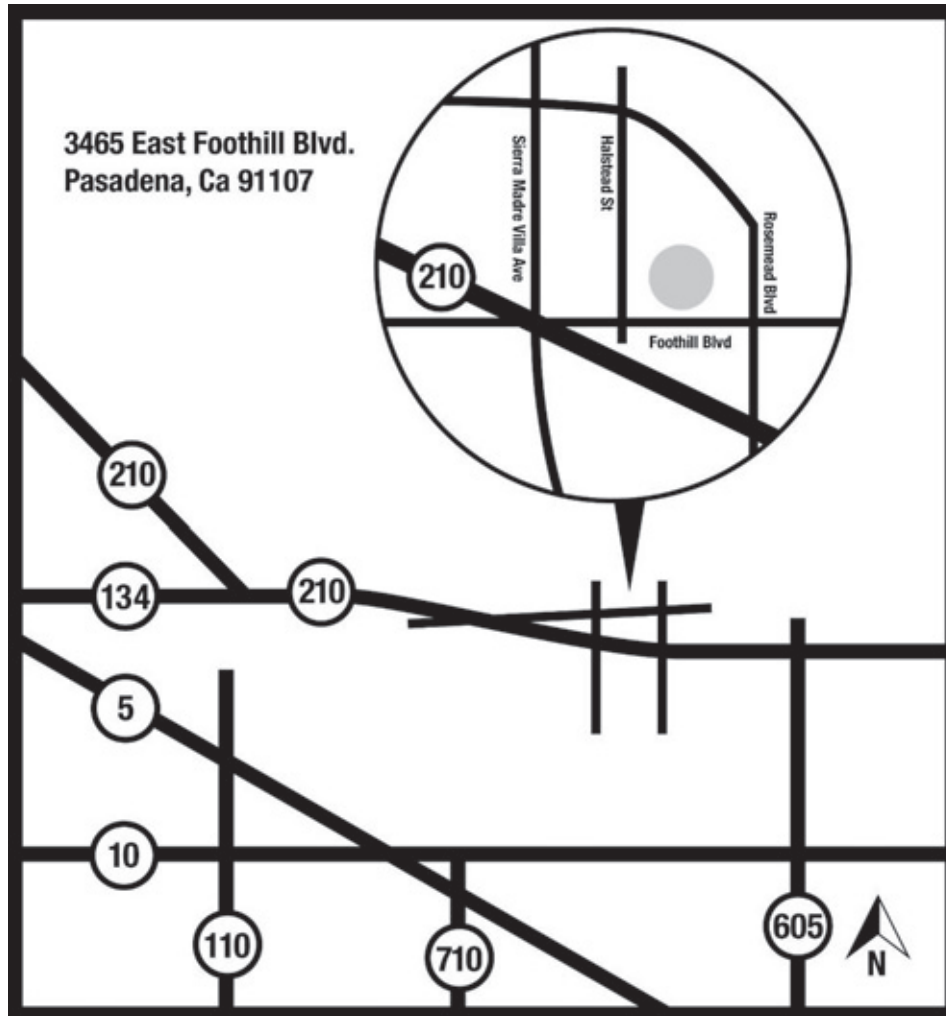 3465 East Foothill Blvd.
Pasadena, Ca 91107
Sierra Madre Villa Ave
Halstead St
Rosemead Blvd
210
Foothill Blvd
210
134
210
5
10
110
710
605
N